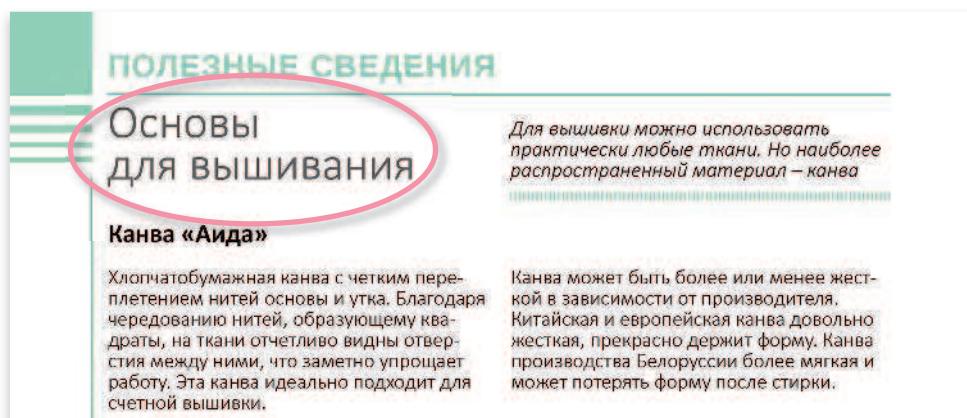 ПОЛЕЗНЫЕ СВЕДЕНИЯ
Основы
для вышивания
Для вышивки можно использовать
практически любые ткани. Но наиболее
распространенный материал – канва
Канва «Аида»
Хлопчатобумажная канва с четким пере-
плетением нитей основы и утка. Благодаря
чередованию нитей, образующему ква-
драты, на ткани отчетливо видны отвер-
стия между ними, что заметно упрощает
работу. Эта канва идеально подходит для
счетной вышивки.
Канва может быть более или менее жест-
кой в зависимости от производителя.
Китайская и европейская канва довольно
жесткая, прекрасно держит форму. Канва
производства Белоруссии более мягкая и
может потерять форму после стирки.